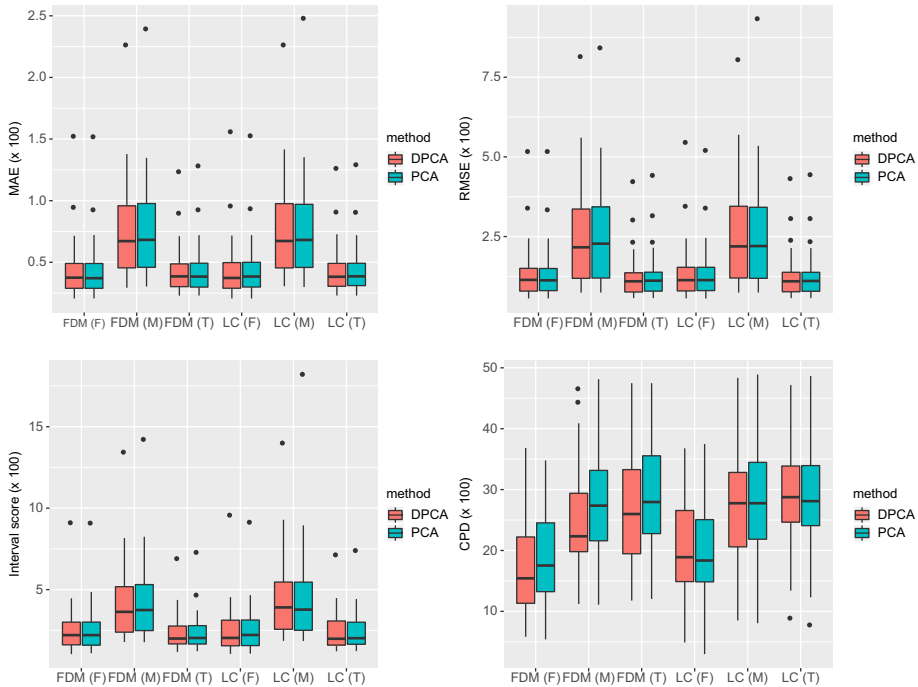 MAE (x 100)
2.5
2.0
1.5
1.0
0.5
FDM (F) FDM (M) FDM (T) LC (F) LC (M) LC (T)
method
DPCA
PCA
RMSE (x 100)
7.5
5.0
2.5
FDM (F) FDM (M) FDM (T) LC (F) LC (M) LC (T)
method
DPCA
PCA
Interval score (x 100)
15
10
5
FDM (F) FDM (M) FDM (T) LC (F) LC (M) LC (T)
method
DPCA
PCA
CPD (x 100)
50
40
30
20
10
FDM (F) FDM (M) FDM (T) LC (F) LC (M) LC (T)
method
DPCA
PCA